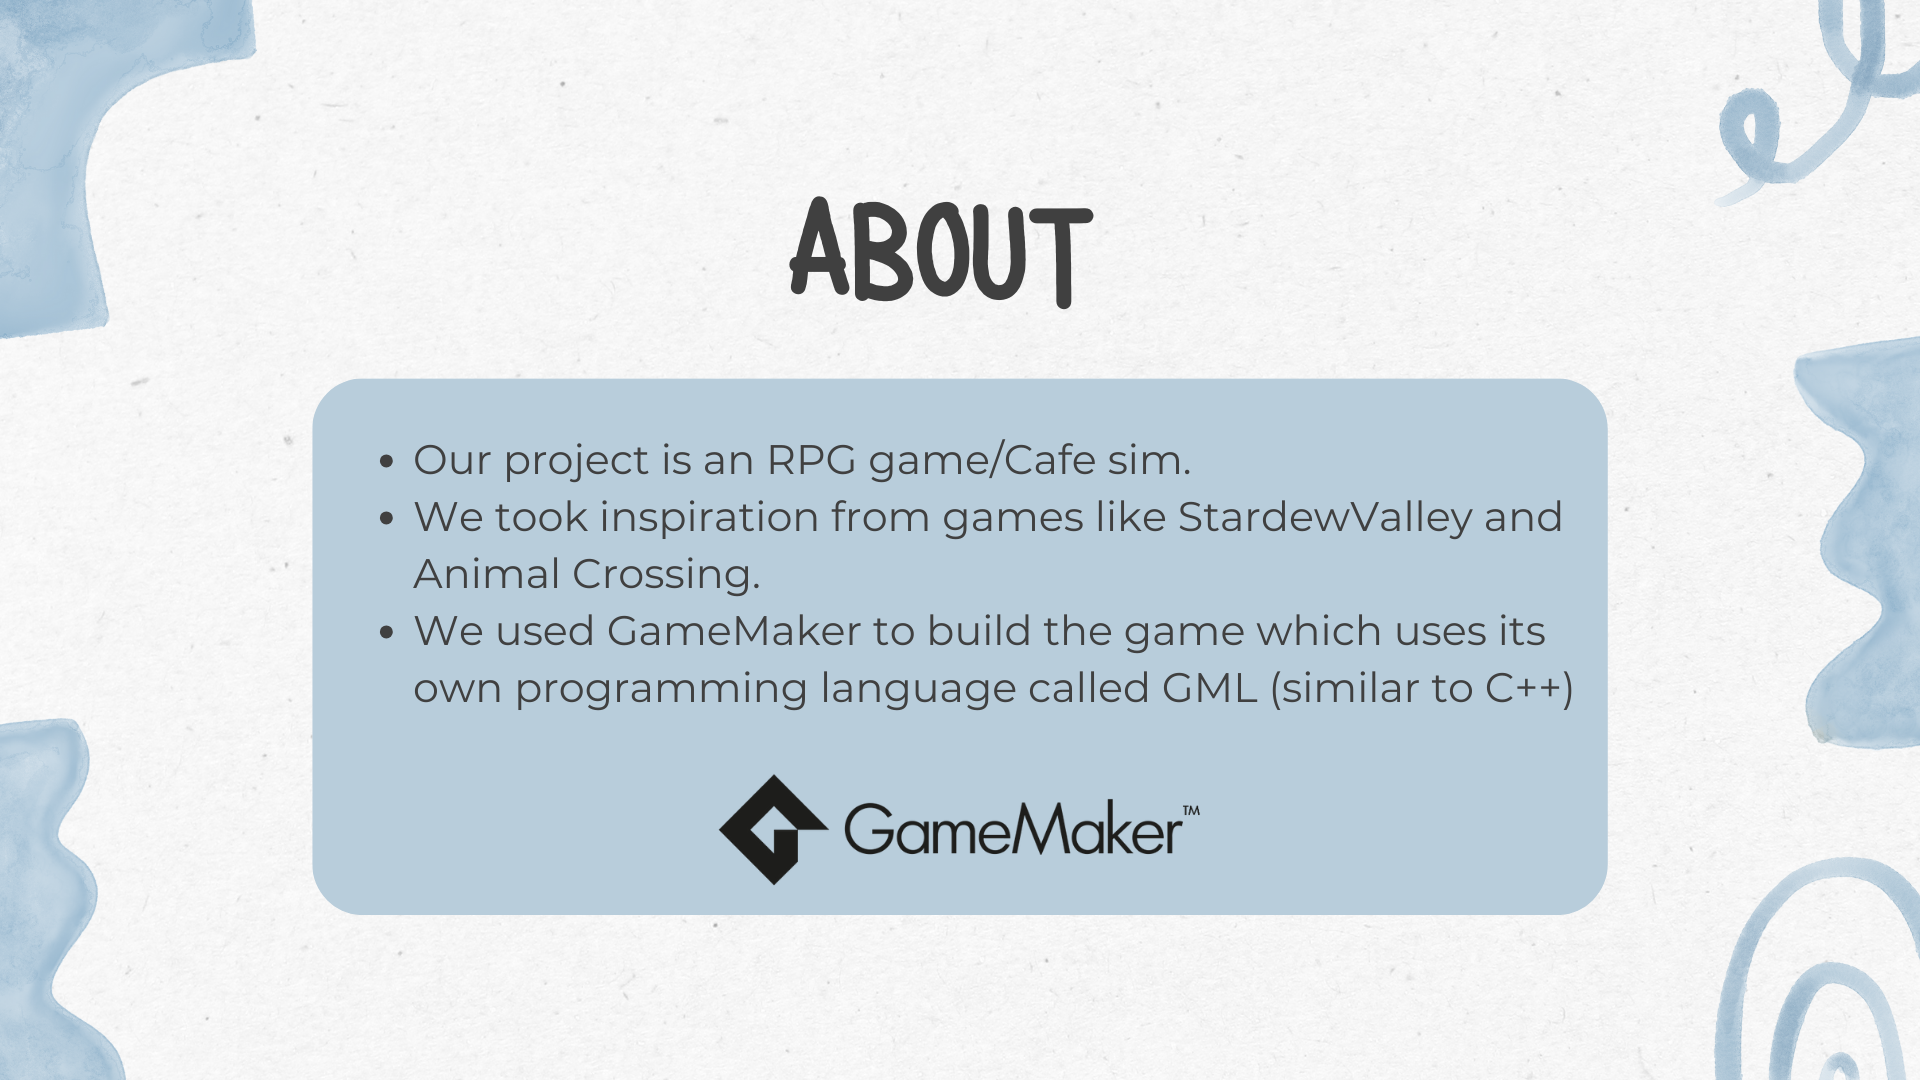 ABOUT
• Our project is an RPG game/Cafe sim.
• We took inspiration from games like StardewValley and
Animal Crossing.
• We used GameMaker to build the game which uses its
own programming language called GML (similar to C++)
GameMaker™